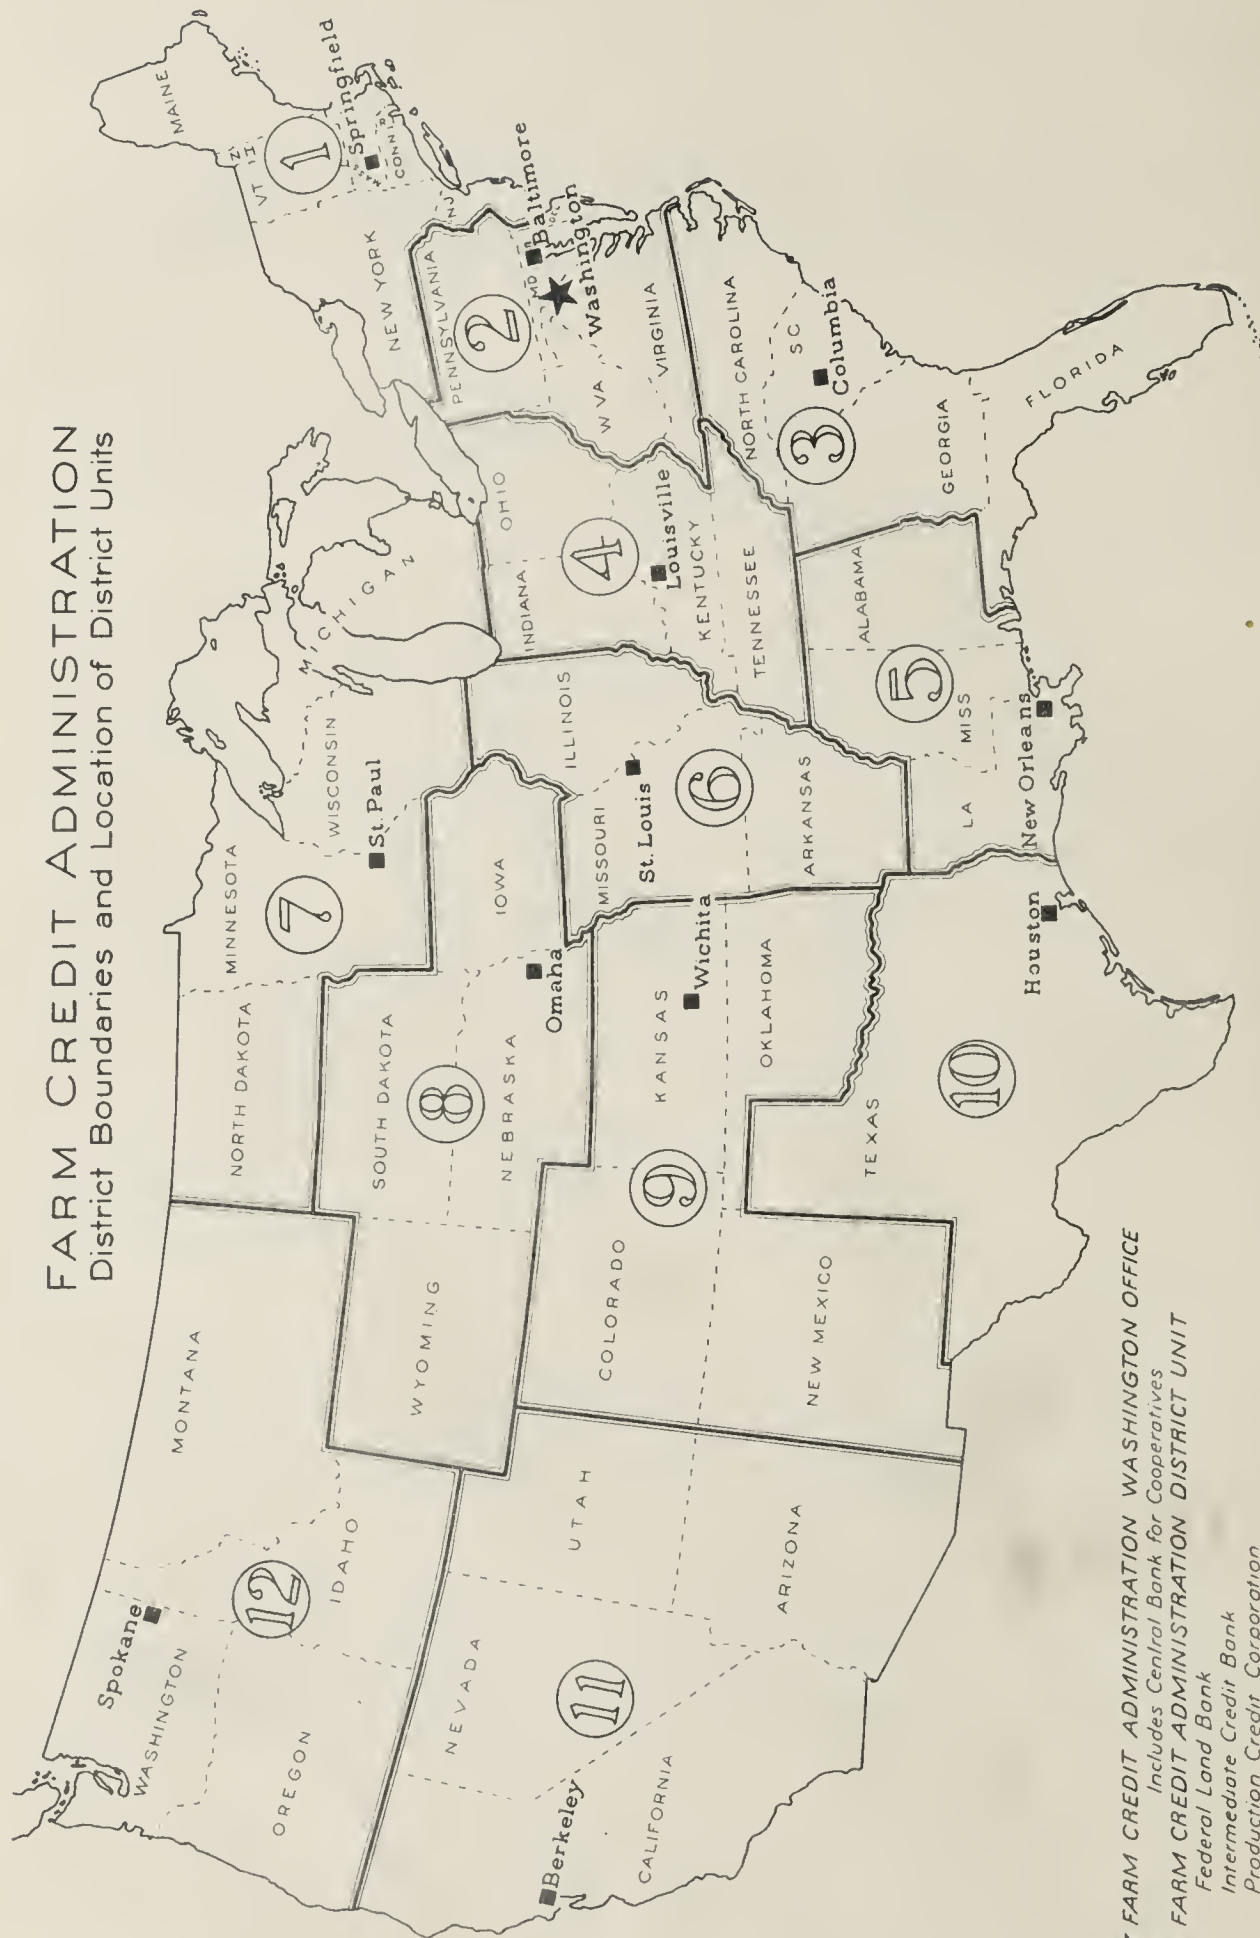 FARM CREDIT ADMINISTRATION
District Boundaries and Location of District Units
WASHINGTON
Spokane
12
OREGON
IDAHO
MONTANA
NORTH DAKOTA
MINNESOTA
7
St. Paul
WISCONSIN
MICHIGAN
SOUTH DAKOTA
8
WYOMING
NEBRASKA
Omaha
IOWA
NEVADA
UTAH
11
Berkeley
CALIFORNIA
ARIZONA
COLORADO
9
KANSAS
Wichita
OKLAHOMA
NEW MEXICO
TEXAS
10
Houston
ILLINOIS
MISSOURI
St. Louis
6
ARKANSAS
INDIANA
OHIO
4
Louisville
KENTUCKY
TENNESSEE
ALABAMA
5
MISS
LA
New Orleans
MAINE
VT
1
Springfield
CONN
NEW YORK
NJ
PENNSYLVANIA
2
MD
Baltimore
Washington
W VA
VIRGINIA
NORTH CAROLINA
SC
Columbia
3
GEORGIA
FLORIDA
FARM CREDIT ADMINISTRATION WASHINGTON OFFICE
Includes Central Bank for Cooperatives
FARM CREDIT ADMINISTRATION DISTRICT UNIT
Federal Land Bank
Intermediate Credit Bank
Production Credit Corporation